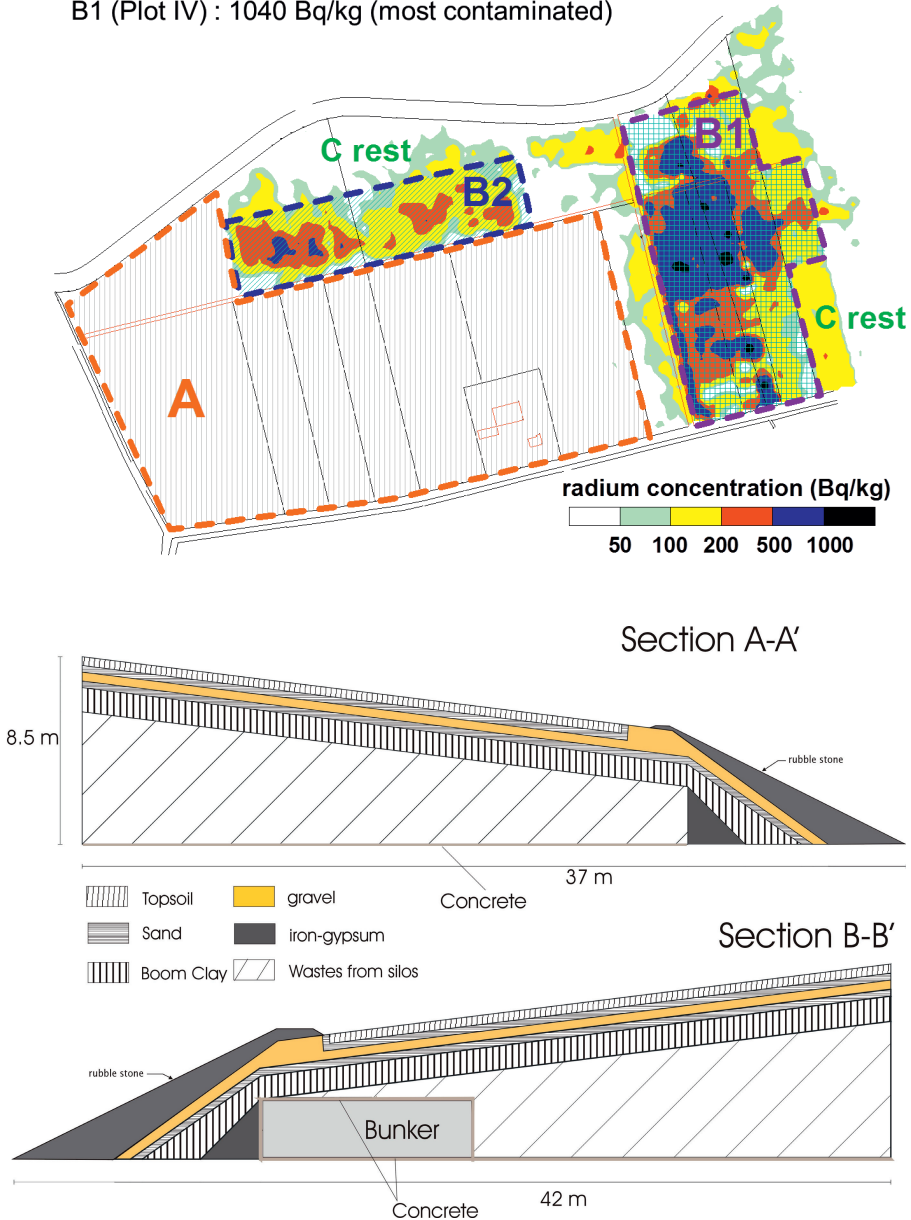 B1 (Plot IV) : 1040 Bq/kg (most contaminated)
C rest
B1
B2
C rest
A
radium concentration (Bq/kg)
50 100 200 500 1000
Section A-A'
8.5 m
rubble stone
37 m
Concrete
Topsoil
gravel
Sand
iron-gypsum
Boom Clay
Wastes from silos
Section B-B'
rubble stone
Bunker
42 m
Concrete